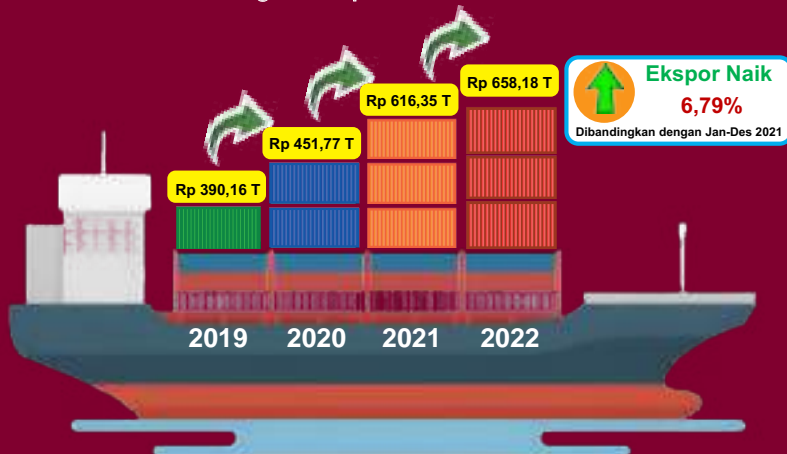 Rp 390,16 T
Rp 451,77 T
Rp 616,35 T
Rp 658,18 T
Ekspor Naik
6,79%
Dibandingkan dengan Jan-Des 2021
2019
2020
2021
2022